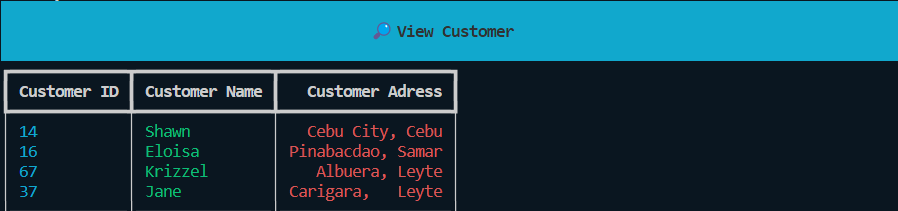 View Customer
Customer ID Customer Name Customer Adress
14 Shawn Cebu City, Cebu
16 Eloisa Pinabacdao, Samar
67 Krizzel Albuera, Leyte
37 Jane Carigara,   Leyte